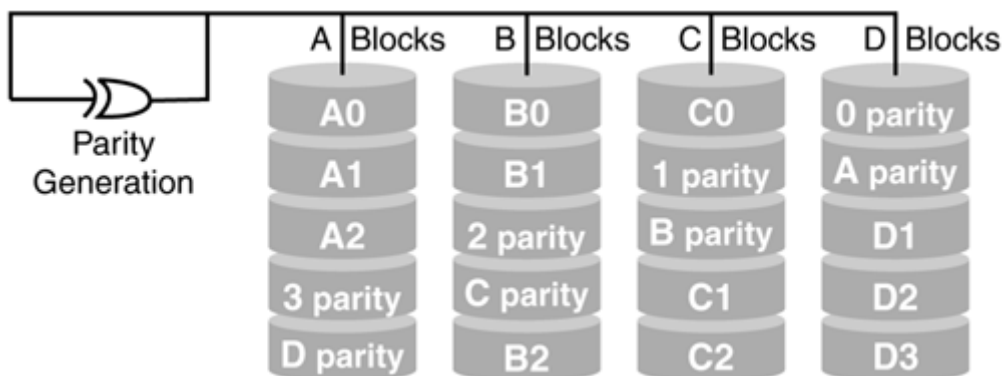 A Blocks B Blocks C Blocks D Blocks
A0 B0 C0 0 parity
Parity
Generation
A1 B1 1 parity A parity
A2 2 parity B parity D1
3 parity C parity C1 D2
D parity B2 C2 D3